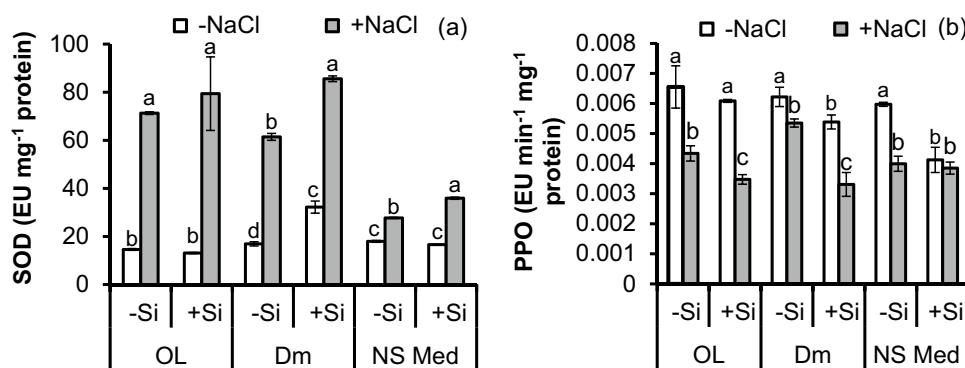 -NaCl +NaCl (a)
SOD (EU mg⁻¹ protein)
100
80
60
40
20
0
b a b a d b c a c b c a
-Si +Si -Si +Si -Si +Si
OL Dm NS Med
-NaCl +NaCl (b)
PPO (EU min⁻¹ mg⁻¹
protein)
0.008
0.007
0.006
0.005
0.004
0.003
0.002
0.001
0
a b a c a b b c a b b b
-Si +Si -Si +Si -Si +Si
OL Dm NS Med